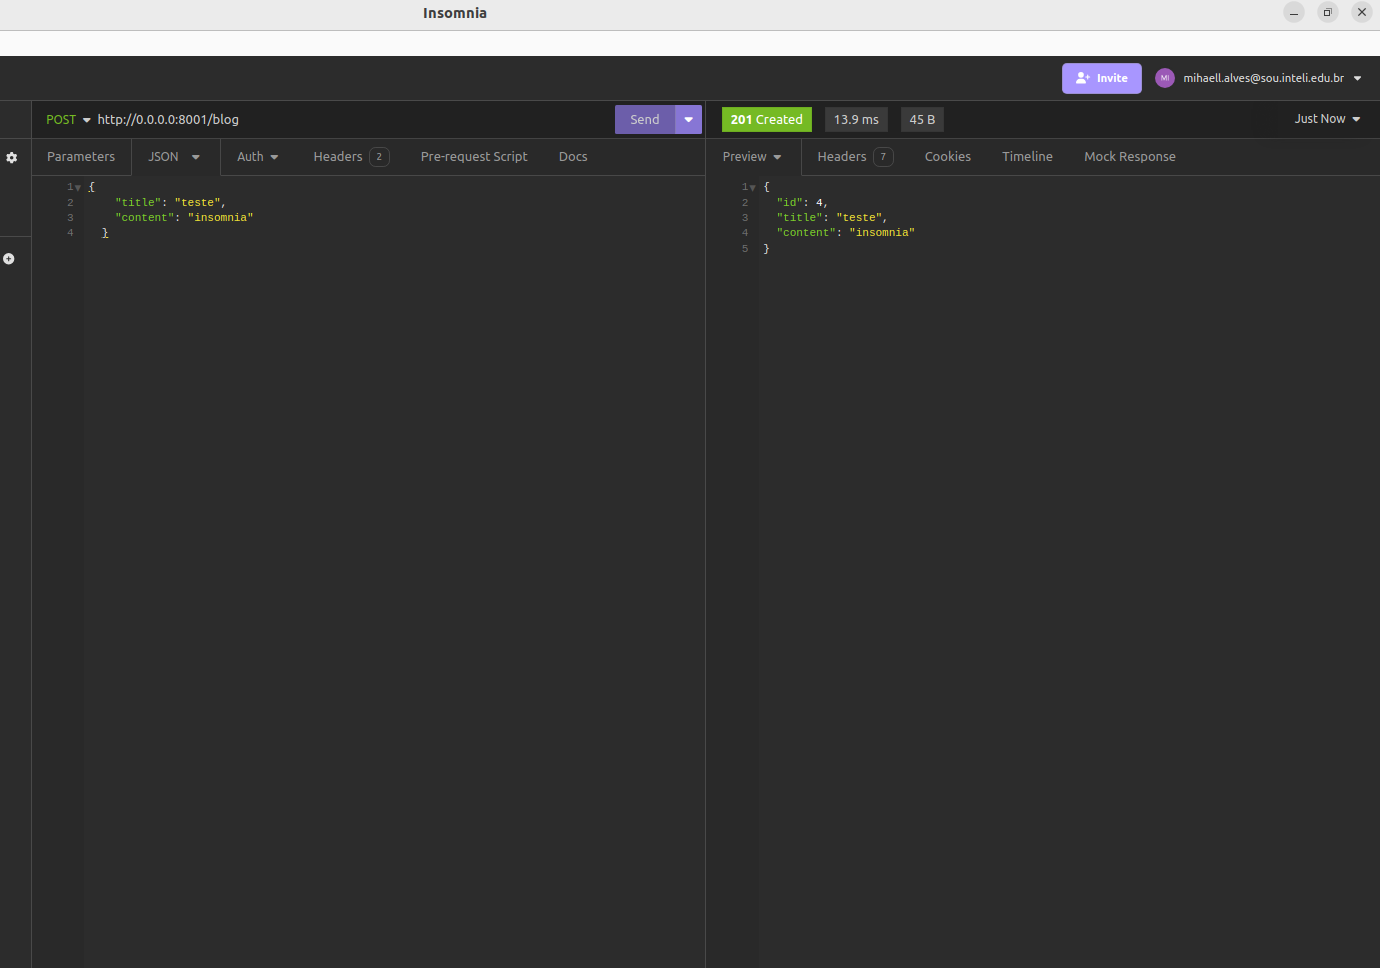 Insomnia
Invite
MI
mihaell.alves@sou.inteli.edu.br
POST http://0.0.0.0:8001/blog
Send
201 Created
13.9 ms
45 B
Just Now
Parameters
JSON
Auth
Headers 2
Pre-request Script
Docs
Preview
Headers 7
Cookies
Timeline
Mock Response
1 {
2 "title": "teste",
3 "content": "insomnia"
4 }
1 {
2 "id": 4,
3 "title": "teste",
4 "content": "insomnia"
5 }